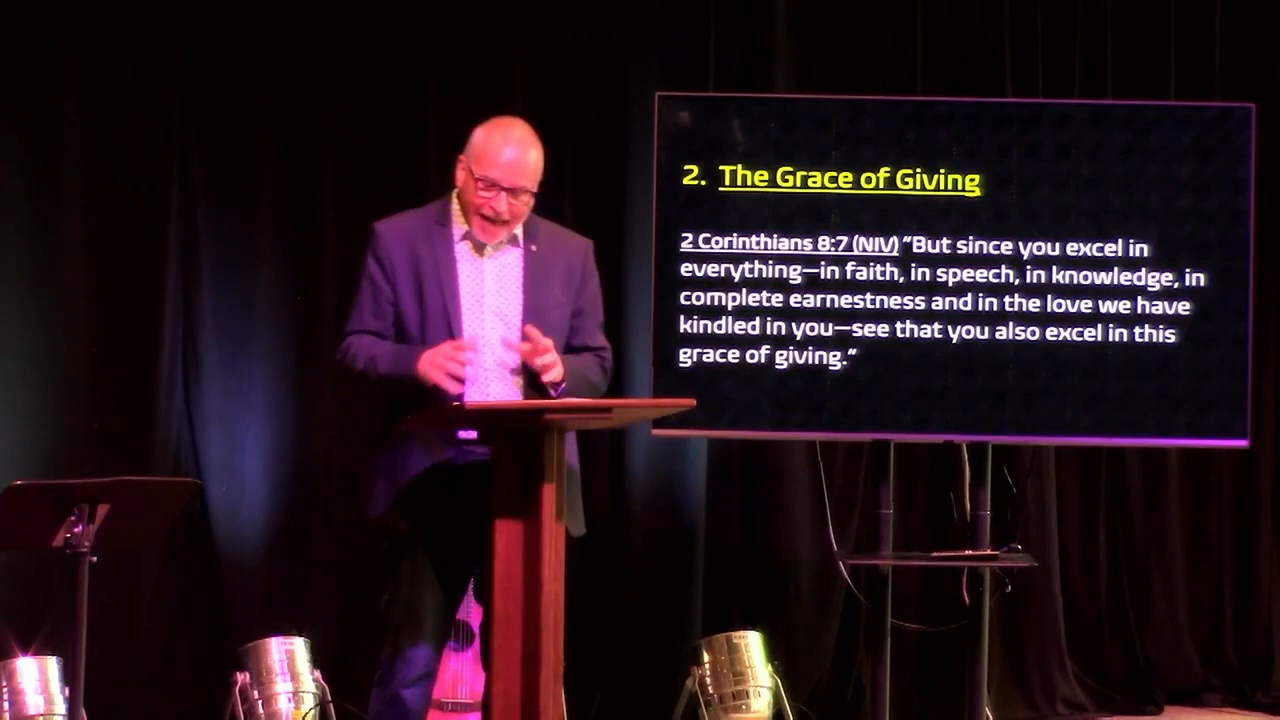 2. The Grace of Giving
2 Corinthians 8:7 (NIV) “But since you excel in
everything—in faith, in speech, in knowledge, in
complete earnestness and in the love we have
kindled in you—see that you also excel in this
grace of giving.”